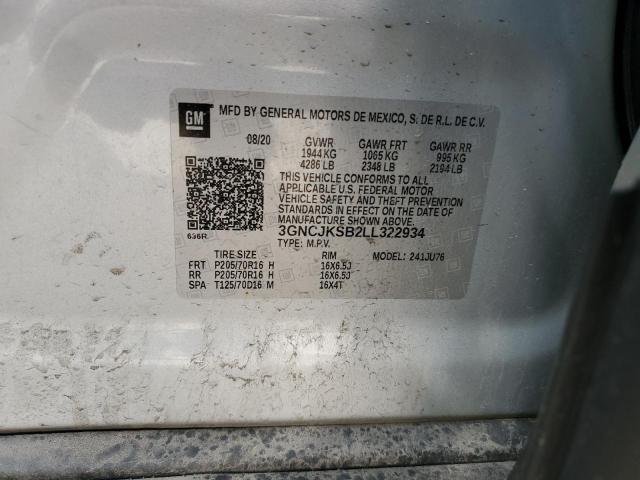 GM MFD BY GENERAL MOTORS DE MEXICO, S. DE R.L. DE C.V.
08/20 GVWR GAWR FRT GAWR RR
1944 KG 1065 KG 995 KG
4286 LB 2348 LB 2194 LB
THIS VEHICLE CONFORMS TO ALL
APPLICABLE U.S. FEDERAL MOTOR
VEHICLE SAFETY AND THEFT PREVENTION
STANDARDS IN EFFECT ON THE DATE OF
MANUFACTURE SHOWN ABOVE.
636R 3GNCJKSB2LL322934
TYPE: M.P.V.
TIRE SIZE RIM MODEL: 241JU76
FRT P205/70R16 H 16X6.5J
RR P205/70R16 H 16X6.5J
SPA T125/70D16 M 16X4T